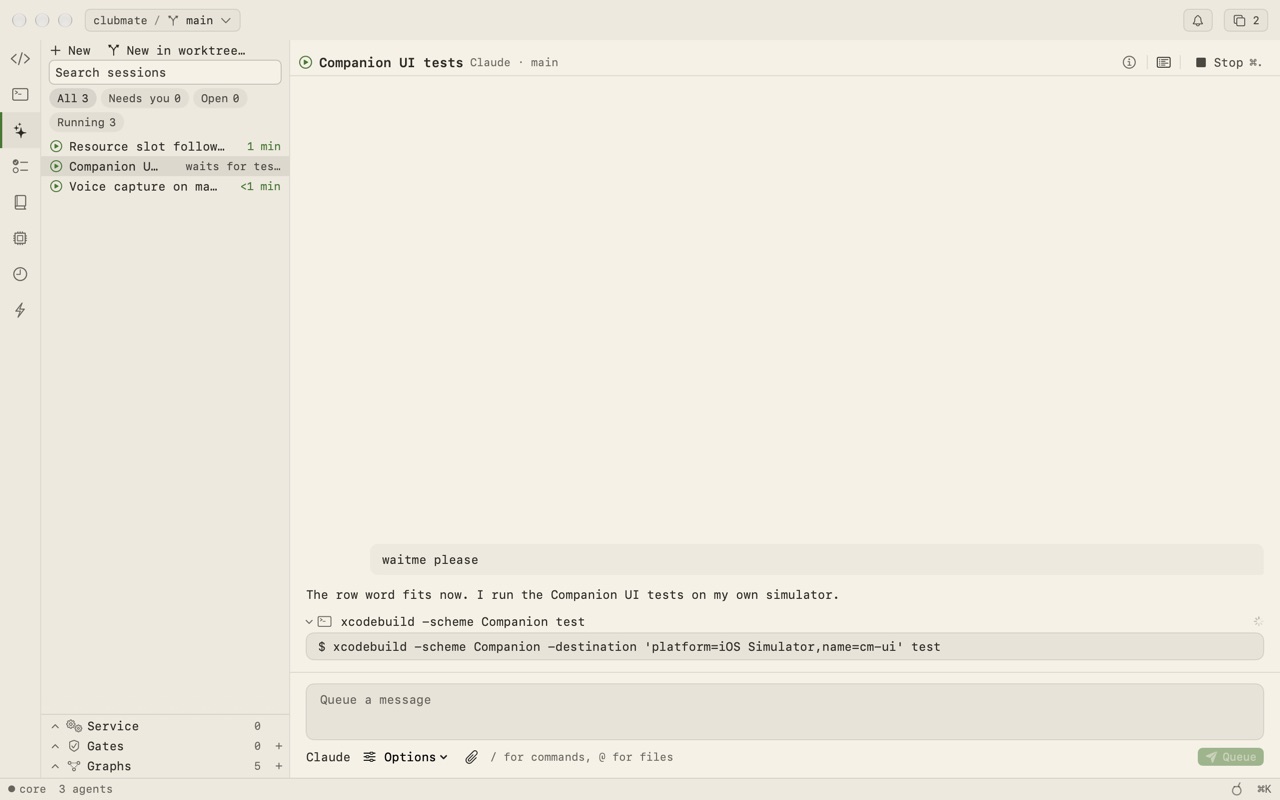 clubmate / main
2
New New in worktree…
Search sessions
All 3 Needs you 0 Open 0
Running 3
Resource slot follow… 1 min
Companion U… waits for tes…
Voice capture on ma… <1 min
Service 0
Gates 0 +
Graphs 5 +
Companion UI tests Claude · main
Stop ⌘.
waitme please
The row word fits now. I run the Companion UI tests on my own simulator.
xcodebuild -scheme Companion test
$ xcodebuild -scheme Companion -destination 'platform=iOS Simulator,name=cm-ui' test
Queue a message
Claude Options / for commands, @ for files Queue
core 3 agents ⌘K